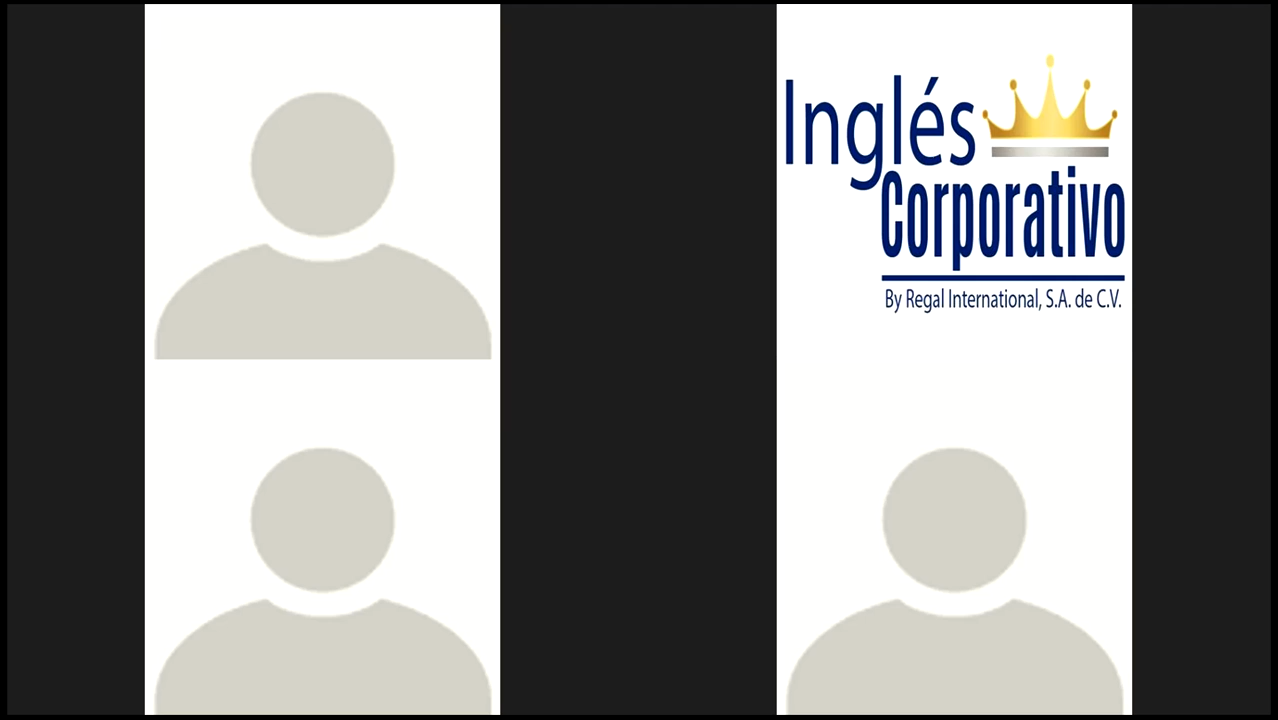 Inglés
Corporativo
By Regal International, S.A. de C.V.